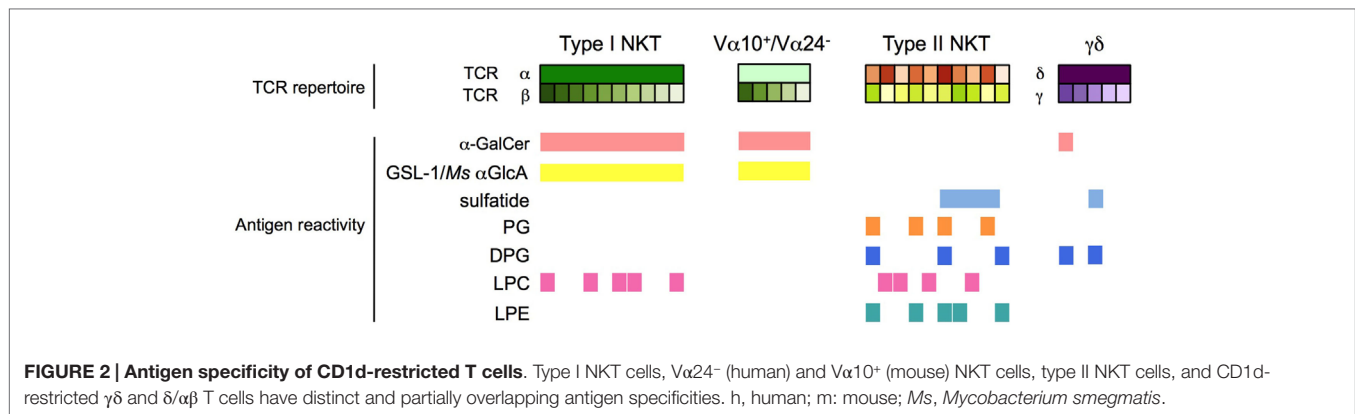 Type I NKT
Vα10⁺/Vα24⁻
Type II NKT
γδ
TCR repertoire
TCR α
TCR β
δ
γ
Antigen reactivity
α-GalCer
GSL-1/Ms αGlcA
sulfatide
PG
DPG
LPC
LPE
FIGURE 2 | Antigen specificity of CD1d-restricted T cells. Type I NKT cells, Vα24⁻ (human) and Vα10⁺ (mouse) NKT cells, type II NKT cells, and CD1d-
restricted γδ and δ/αβ T cells have distinct and partially overlapping antigen specificities. h, human; m: mouse; Ms, Mycobacterium smegmatis.